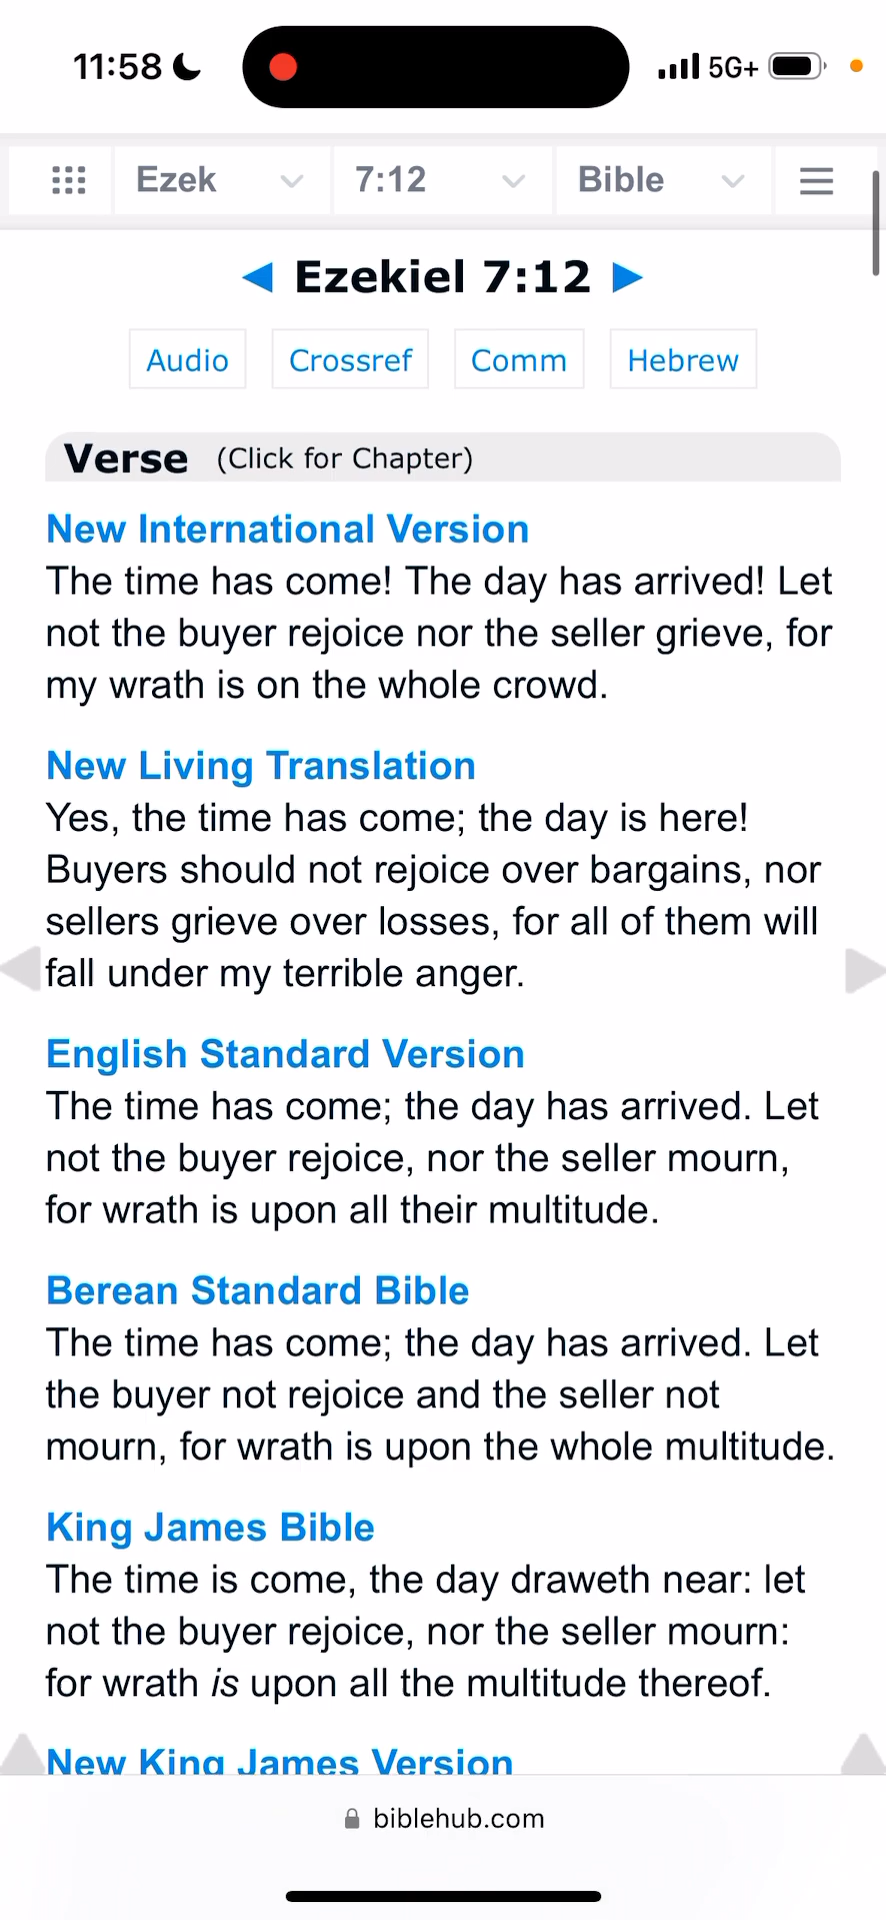 11:58
5G+
Ezek
7:12
Bible
Ezekiel 7:12
Audio
Crossref
Comm
Hebrew
Verse (Click for Chapter)
New International Version
The time has come! The day has arrived! Let
not the buyer rejoice nor the seller grieve, for
my wrath is on the whole crowd.
New Living Translation
Yes, the time has come; the day is here!
Buyers should not rejoice over bargains, nor
sellers grieve over losses, for all of them will
fall under my terrible anger.
English Standard Version
The time has come; the day has arrived. Let
not the buyer rejoice, nor the seller mourn,
for wrath is upon all their multitude.
Berean Standard Bible
The time has come; the day has arrived. Let
the buyer not rejoice and the seller not
mourn, for wrath is upon the whole multitude.
King James Bible
The time is come, the day draweth near: let
not the buyer rejoice, nor the seller mourn:
for wrath is upon all the multitude thereof.
New King James Version
biblehub.com